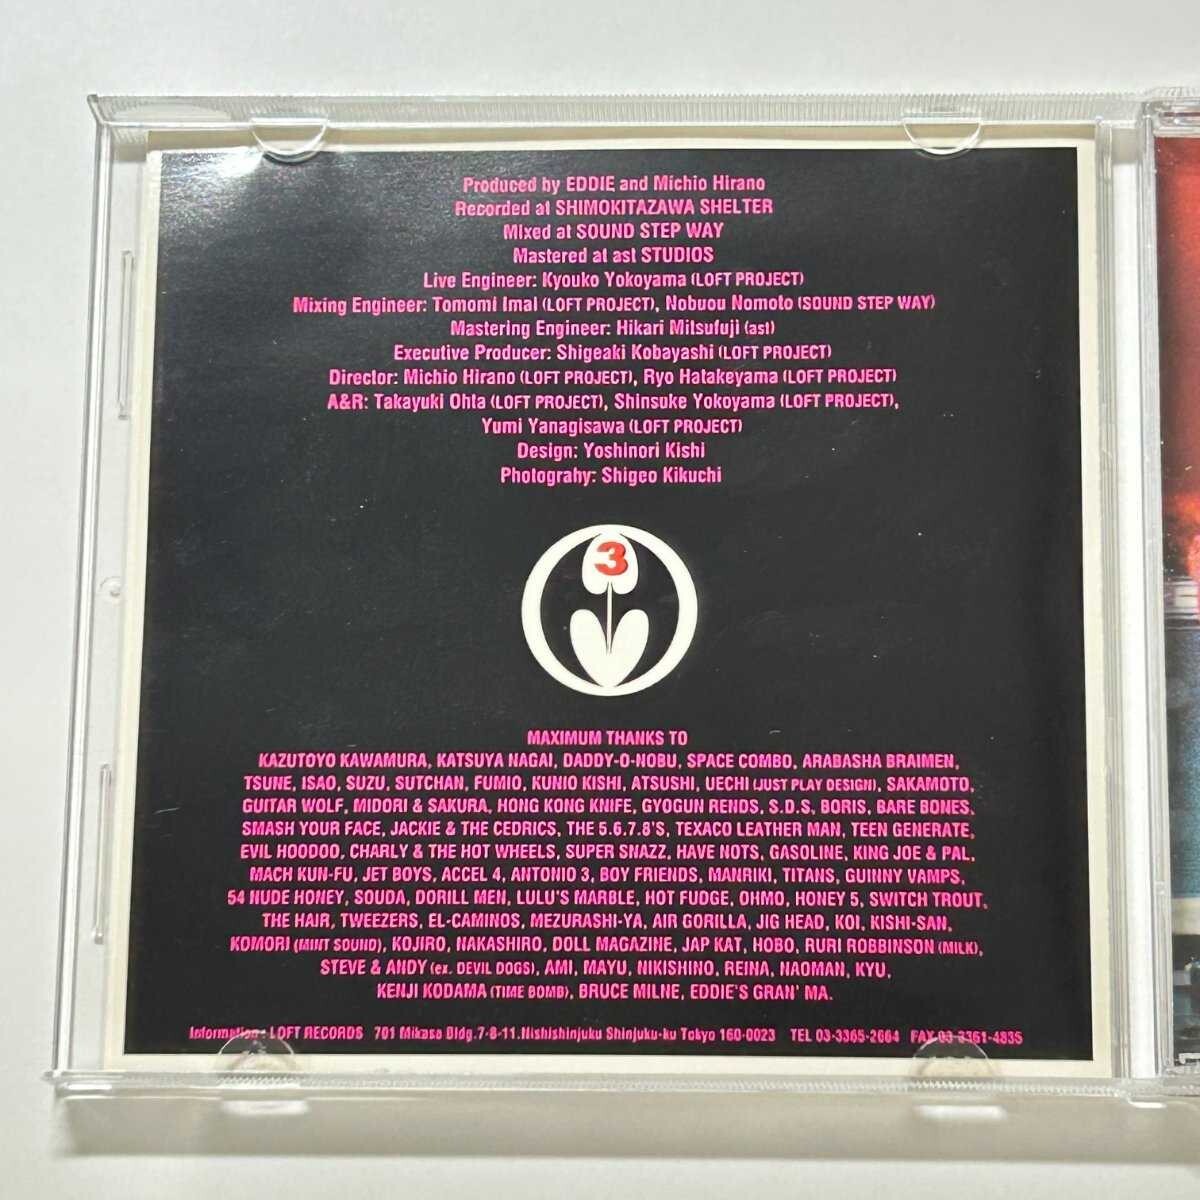 Produced by EDDIE and Michio Hirano
Recorded at SHIMOKITAZAWA SHELTER
Mixed at SOUND STEP WAY
Mastered at ast STUDIOS
Live Engineer: Kyouko Yokoyama (LOFT PROJECT)
Mixing Engineer: Tomomi Imai (LOFT PROJECT), Nobuou Nomoto (SOUND STEP WAY)
Mastering Engineer: Hikari Mitsufuji (ast)
Executive Producer: Shigeaki Kobayashi (LOFT PROJECT)
Director: Michio Hirano (LOFT PROJECT), Ryo Hatakeyama (LOFT PROJECT)
A&R: Takayuki Ohta (LOFT PROJECT), Shinsuke Yokoyama (LOFT PROJECT),
Yumi Yanagisawa (LOFT PROJECT)
Design: Yoshinori Kishi
Photograhy: Shigeo Kikuchi
3
MAXIMUM THANKS TO
KAZUTOYO KAWAMURA, KATSUYA NAGAI, DADDY-O-NOBU, SPACE COMBO, ARABASHA BRAIMEN,
TSUNE, ISAO, SUZU, SUTCHAN, FUMIO, KUNIO KISHI, ATSUSHI, UECHI (JUST PLAY DESIGN), SAKAMOTO,
GUITAR WOLF, MIDORI & SAKURA, HONG KONG KNIFE, GYOGUN RENDS, S.D.S, BORIS, BARE BONES,
SMASH YOUR FACE, JACKIE & THE CEDRICS, THE 5.6.7.8'S, TEXACO LEATHER MAN, TEEN GENERATE,
EVIL HOODOO, CHARLY & THE HOT WHEELS, SUPER SNAZZ, HAVE NOTS, GASOLINE, KING JOE & PAL,
MACH KUN-FU, JET BOYS, ACCEL 4, ANTONIO 3, BOY FRIENDS, MANRIKI, TITANS, GUINNY VAMPS,
54 NUDE HONEY, SOUDA, DORILL MEN, LULU'S MARBLE, HOT FUDGE, OHMO, HONEY 5, SWITCH TROUT,
THE HAIR, TWEEZERS, EL-CAMINOS, MEZURASHI-YA, AIR GORILLA, JIG HEAD, KOI, KISHI-SAN,
KOMORI (MINT SOUND), KOJIRO, NAKASHIRO, DOLL MAGAZINE, JAP KAT, HOBO, RURI ROBBINSON (MILK),
STEVE & ANDY (ex. DEVIL DOGS), AMI, MAYU, NIKISHINO, REINA, NAOMAN, KYU,
KENJI KODAMA (TIME BOMB), BRUCE MILNE, EDDIE'S GRAN' MA.
Information: LOFT RECORDS 701 Mikasa Bldg.7-8-11.Nishishinjuku Shinjuku-ku Tokyo 160-0023 TEL 03-3365-2664 FAX 03-3361-4835